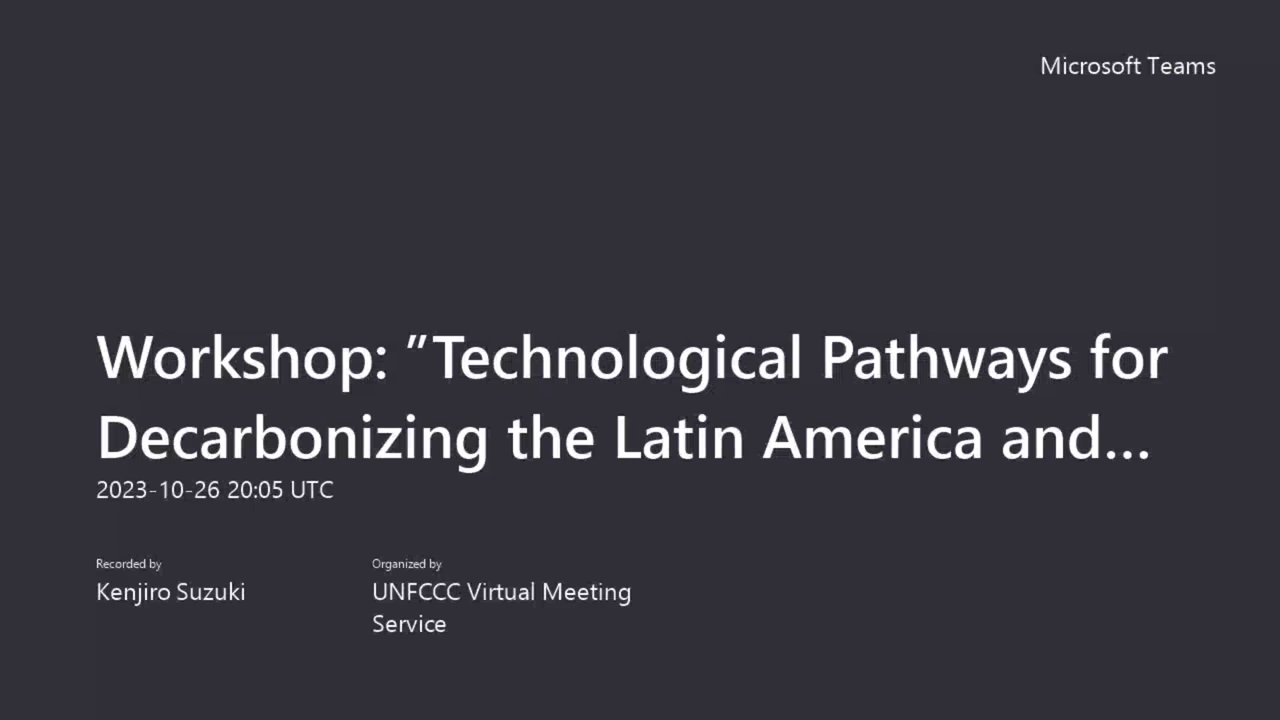 Microsoft Teams
Workshop: "Technological Pathways for
Decarbonizing the Latin America and...
2023-10-26 20:05 UTC
Recorded by
Kenjiro Suzuki
Organized by
UNFCCC Virtual Meeting
Service